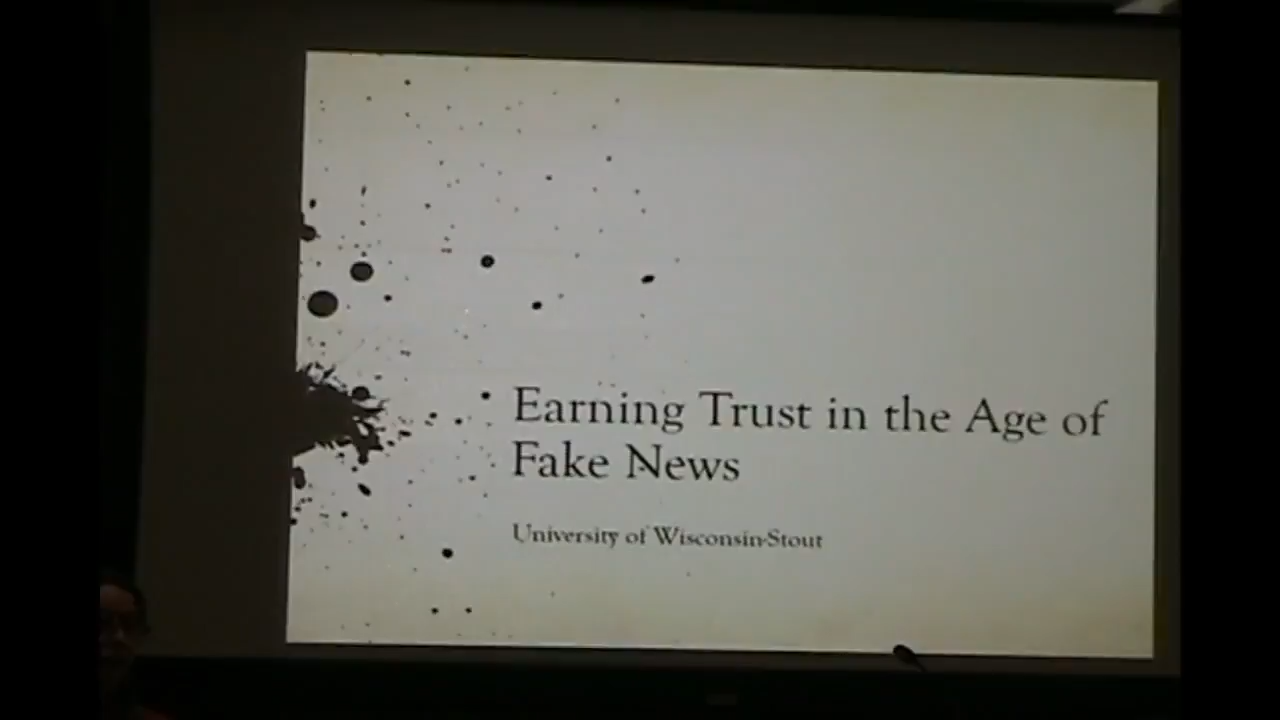 Earning Trust in the Age of
Fake News
University of Wisconsin-Stout